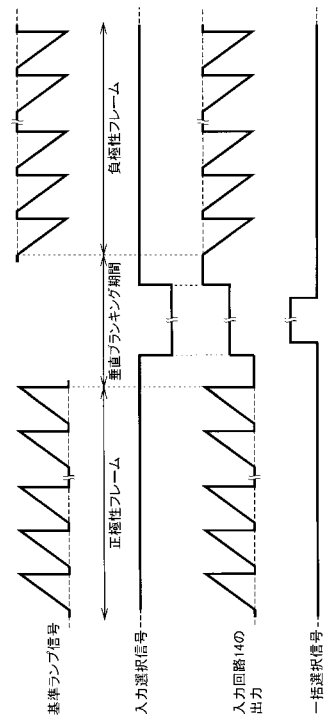 基準ランプ信号
正極性フレーム
垂直ブランキング期間
負極性フレーム
入力選択信号
入力回路14の
出力
一括選択信号